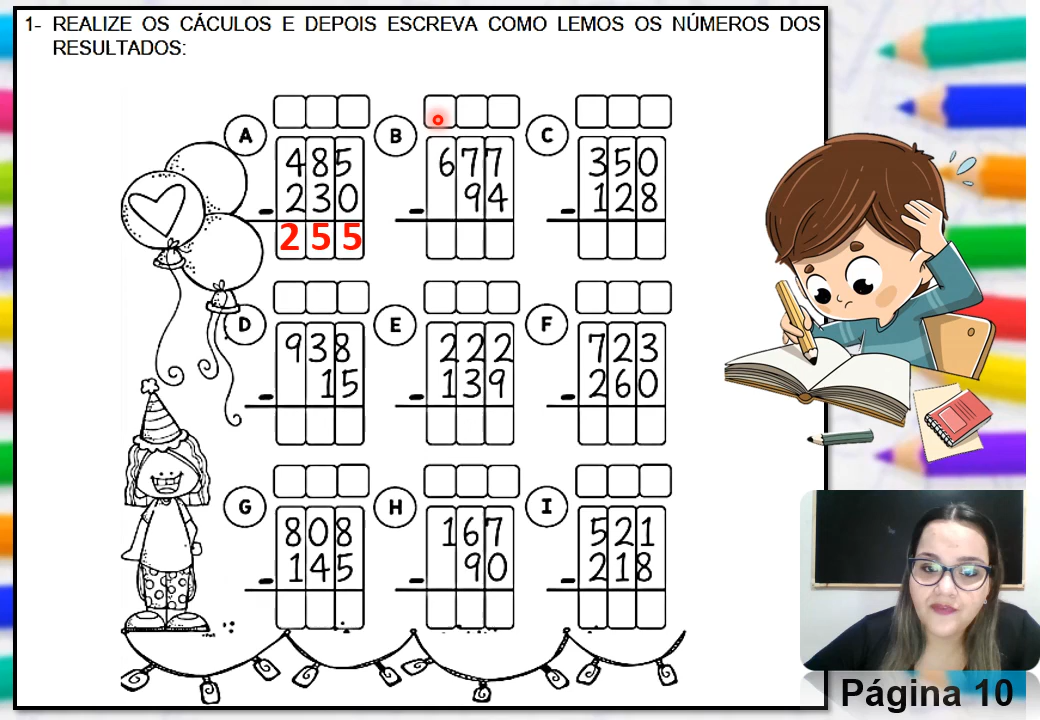 1- REALIZE OS CÁCULOS E DEPOIS ESCREVA COMO LEMOS OS NÚMEROS DOS
RESULTADOS:
A
485
- 230
255
B
677
- 94
C
350
- 128
D
938
- 15
E
222
- 139
F
723
- 260
G
808
- 145
H
167
- 90
I
521
- 218
Página 10